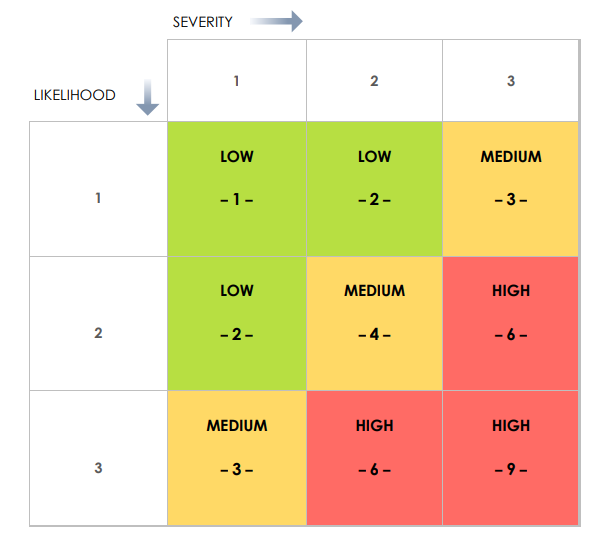 SEVERITY
LIKELIHOOD
1 2 3
1
LOW LOW MEDIUM
– 1 – – 2 – – 3 –
2
LOW MEDIUM HIGH
– 2 – – 4 – – 6 –
3
MEDIUM HIGH HIGH
– 3 – – 6 – – 9 –